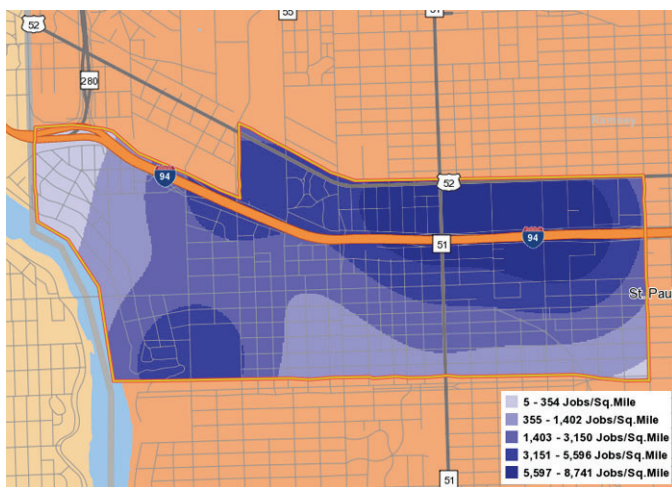 52
55
51
280
94
52
94
51
St. Pau
5 - 354 Jobs/Sq.Mile
355 - 1,402 Jobs/Sq.Mile
1,403 - 3,150 Jobs/Sq.Mile
3,151 - 5,596 Jobs/Sq.Mile
5,597 - 8,741 Jobs/Sq.Mile
51